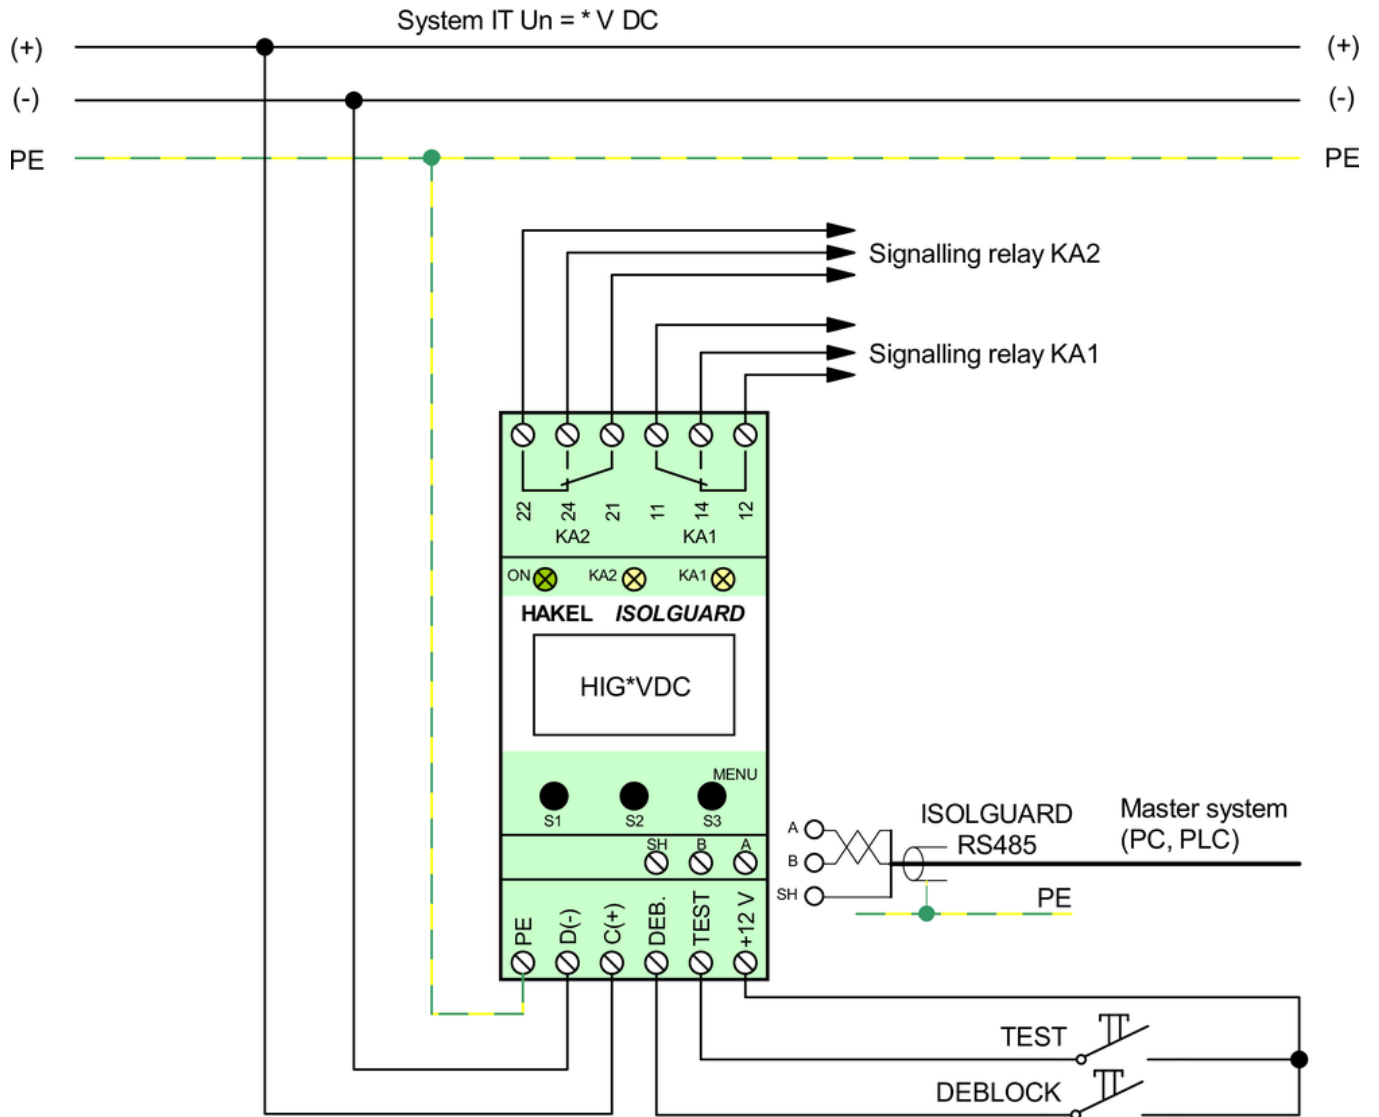 System IT Un = * V DC
(+) (+)
(-) (-)
PE PE
Signalling relay KA2
Signalling relay KA1
22 24 21 11 14 12
KA2 KA1
ON KA2 KA1
HAKEL ISOLGUARD
HIG*VDC
MENU
S1 S2 S3
SH B A
PE D(-) C(+) DEB. TEST +12 V
A
B
SH
ISOLGUARD
RS485
Master system
(PC, PLC)
PE
TEST
DEBLOCK